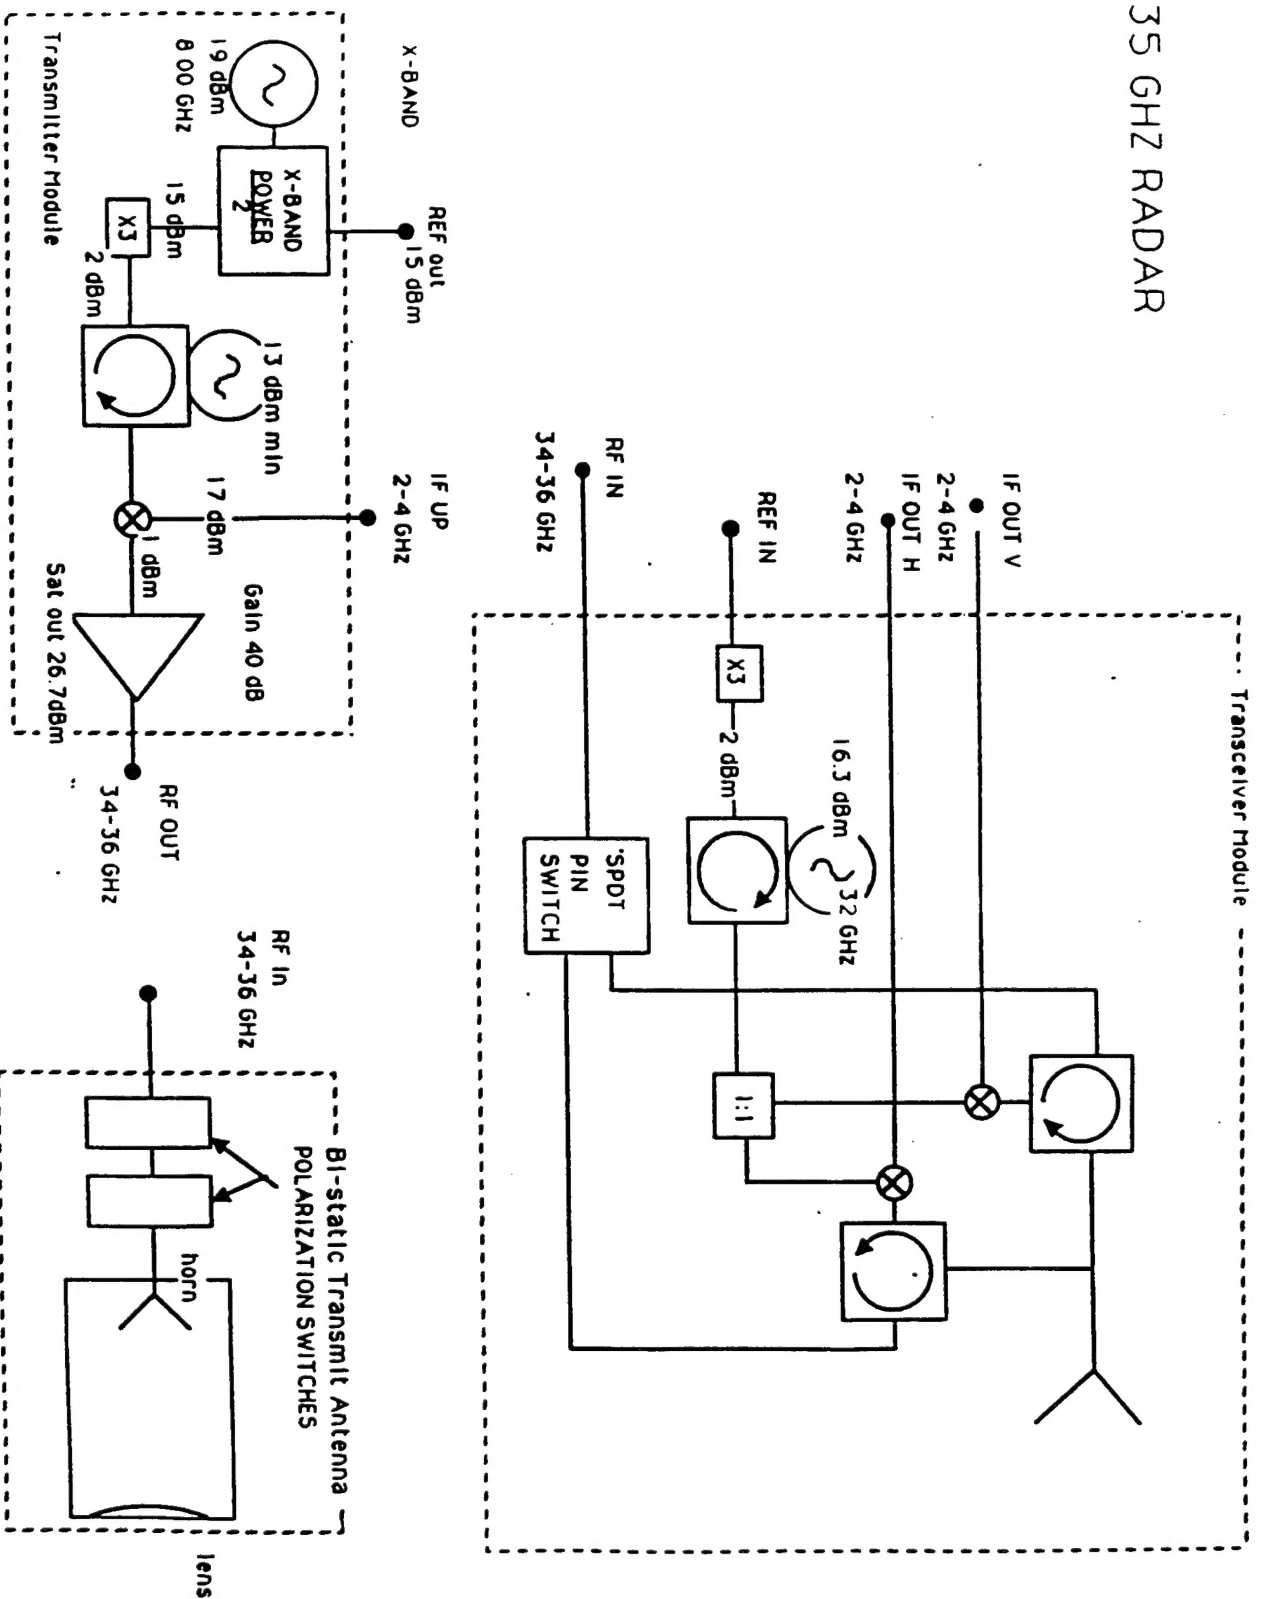 35 GHZ RADAR
Transceiver Module
IF OUT V
2-4 GHz
IF OUT H
2-4 GHz
16.3 dBm
32 GHz
REF IN
X3
2 dBm
1:1
RF IN
34-36 GHz
SPDT
PIN
SWITCH
X-BAND
REF out
15 dBm
IF UP
2-4 GHz
19 dBm
8 00 GHz
X-BAND
POWER
2
13 dBm min
17 dBm
Gain 40 dB
15 dBm
X3
2 dBm
1 dBm
Sat out 26.7dBm
Transmitter Module
RF OUT
34-36 GHz
RF In
34-36 GHz
Bi-static Transmit Antenna
POLARIZATION SWITCHES
horn
lens